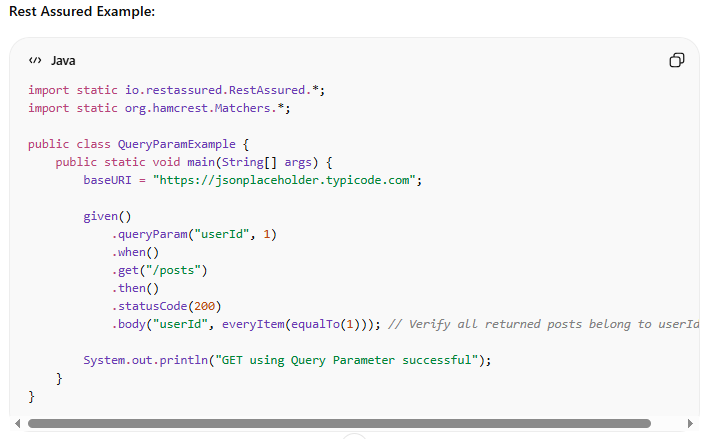 Rest Assured Example:
Java
import static io.restassured.RestAssured.*;
import static org.hamcrest.Matchers.*;
public class QueryParamExample {
    public static void main(String[] args) {
        baseURI = "https://jsonplaceholder.typicode.com";
        given()
            .queryParam("userId", 1)
            .when()
            .get("/posts")
            .then()
            .statusCode(200)
            .body("userId", everyItem(equalTo(1))); // Verify all returned posts belong to userId
        System.out.println("GET using Query Parameter successful");
    }
}